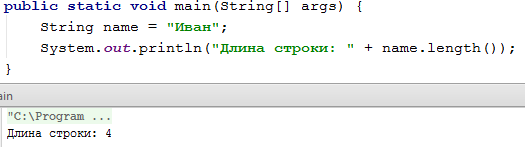 public static void main(String[] args) {
String name = "Иван";
System.out.println("Длина строки: " + name.length());
}
ain
"C:\Program ...
Длина строки: 4